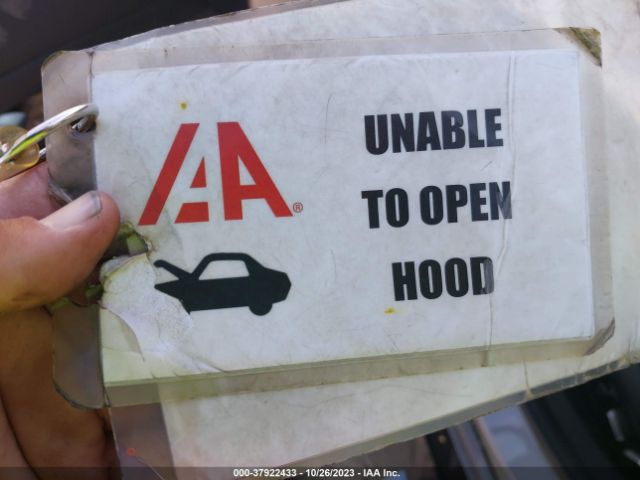 IAA®
UNABLE
TO OPEN
HOOD
000-37922433 - 10/26/2023 - IAA Inc.